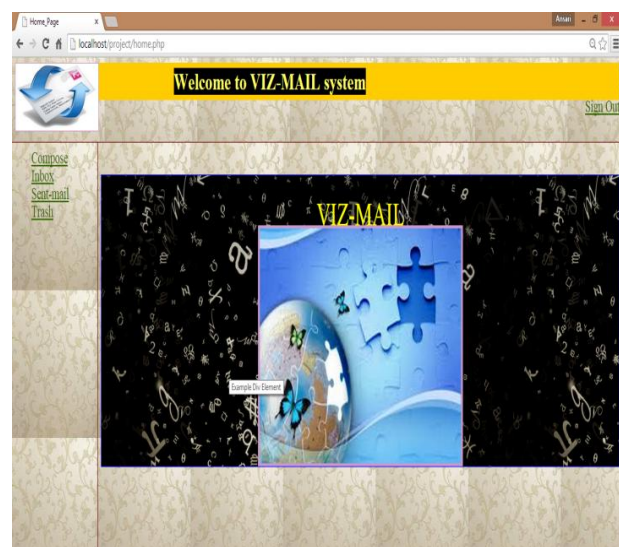 Home_Page
Aman
localhost/project/home.php
Welcome to VIZ-MAIL system
Sign Out
Compose
Inbox
Sent-mail
Trash
VIZ-MAIL
Example Div Element